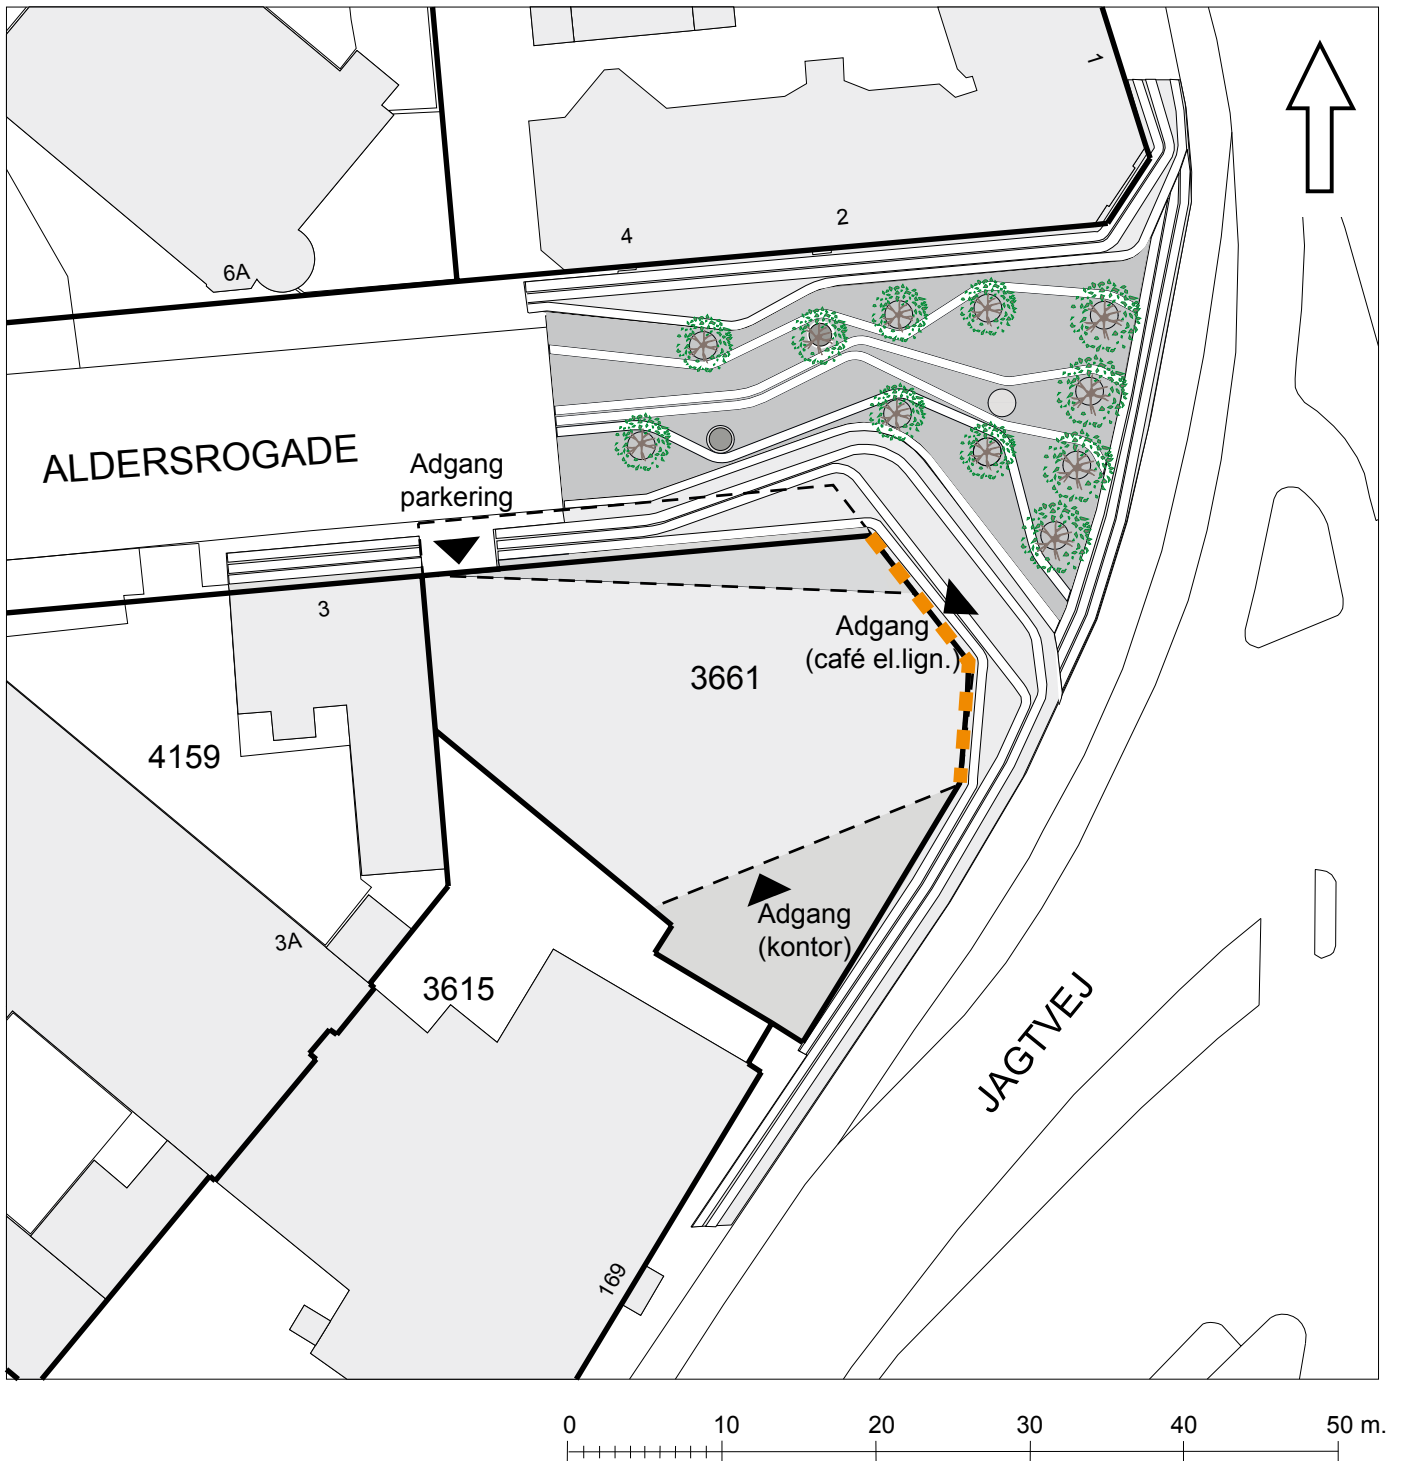 1
2
4
6A
ALDERSROGADE
Adgang
parkering
3
Adgang
(café el.lign.)
3661
4159
Adgang
(kontor)
3A
3615
JAGTVEJ
169
0 10 20 30 40 50 m.